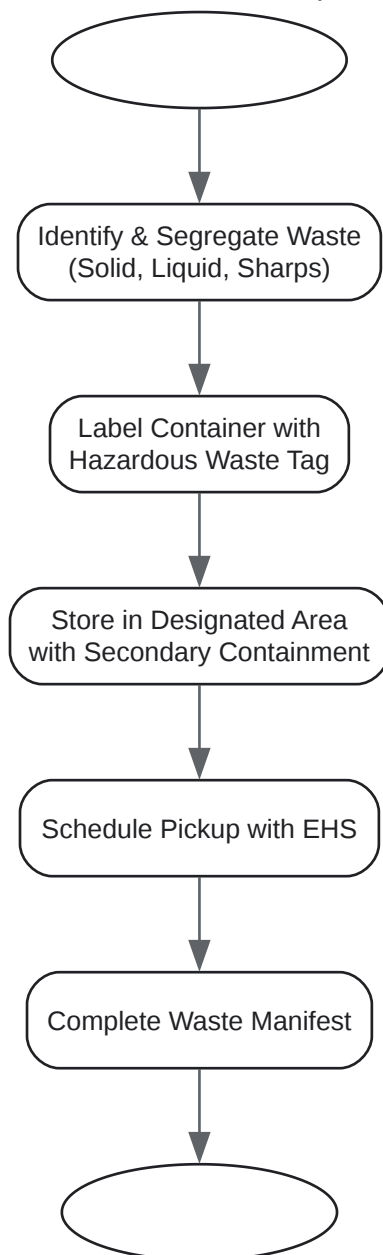 Identify & Segregate Waste
(Solid, Liquid, Sharps)
Label Container with
Hazardous Waste Tag
Store in Designated Area
with Secondary Containment
Schedule Pickup with EHS
Complete Waste Manifest